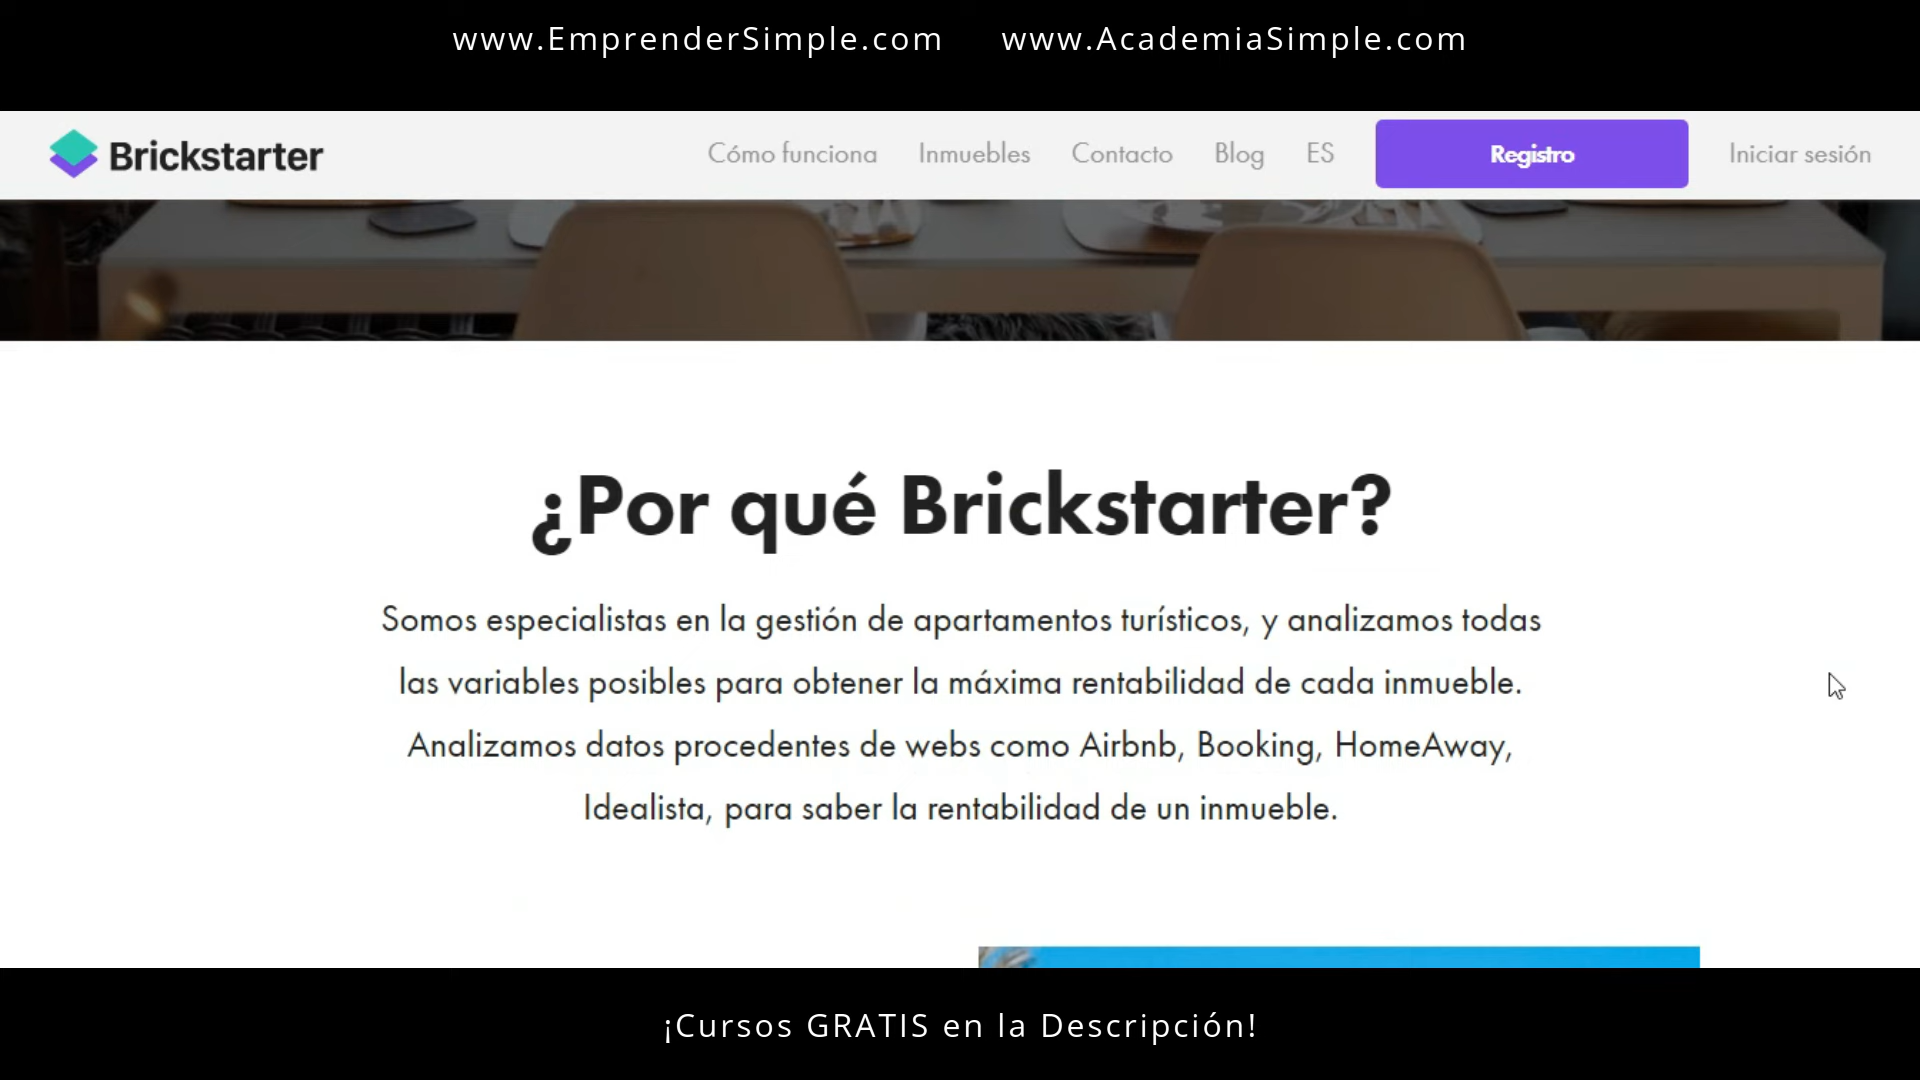 www.EmprenderSimple.com www.AcademiaSimple.com
Brickstarter Cómo funciona Inmuebles Contacto Blog ES Registro Iniciar sesión
¿Por qué Brickstarter?
Somos especialistas en la gestión de apartamentos turísticos, y analizamos todas
las variables posibles para obtener la máxima rentabilidad de cada inmueble.
Analizamos datos procedentes de webs como Airbnb, Booking, HomeAway,
Idealista, para saber la rentabilidad de un inmueble.
¡Cursos GRATIS en la Descripción!